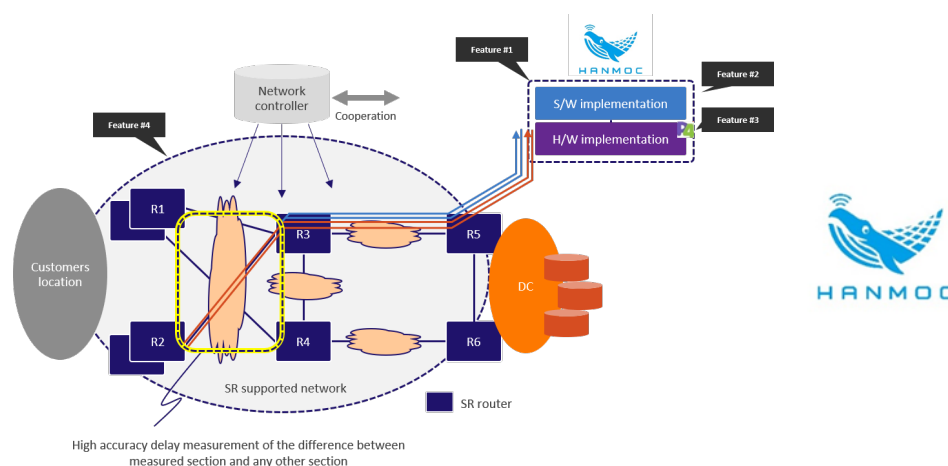 Feature #1
HANMOC
Feature #2
S/W implementation
Feature #3
H/W implementation
P4
Network
controller
Cooperation
Feature #4
R1
R3
R5
Customers
location
DC
R2
R4
R6
SR supported network
SR router
High accuracy delay measurement of the difference between
measured section and any other section
HANMOC